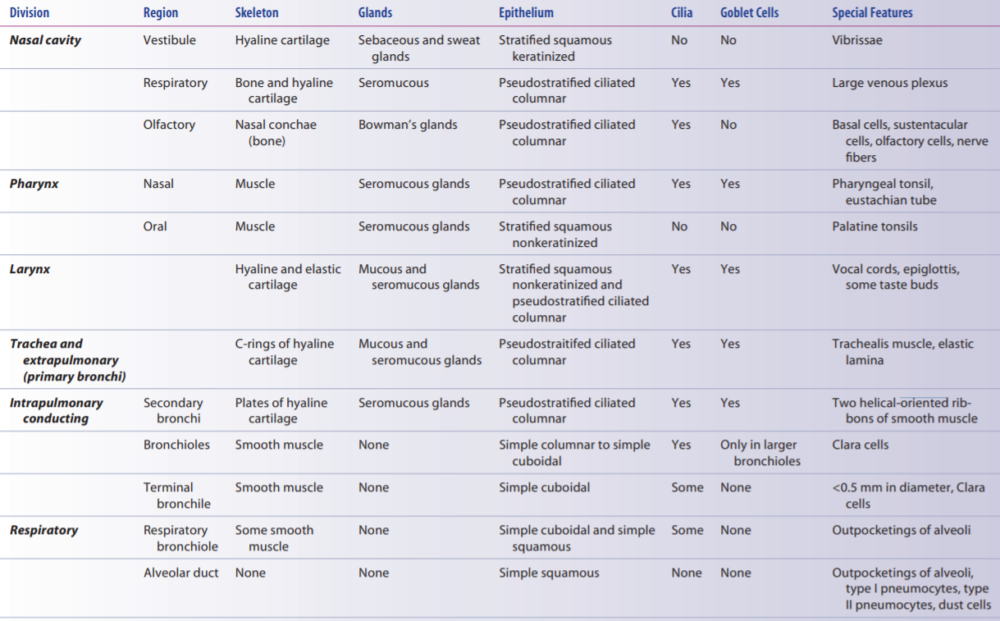 Division Region Skeleton Glands Epithelium Cilia Goblet Cells Special Features
Nasal cavity Vestibule Hyaline cartilage Sebaceous and sweat Stratified squamous No No Vibrissae
glands keratinized
Respiratory Bone and hyaline Seromucous Pseudostratified ciliated Yes Yes Large venous plexus
cartilage columnar
Olfactory Nasal conchae Bowman's glands Pseudostratified ciliated Yes No Basal cells, sustentacular
(bone) columnar cells, olfactory cells, nerve
fibers
Pharynx Nasal Muscle Seromucous glands Pseudostratified ciliated Yes Yes Pharyngeal tonsil,
columnar eustachian tube
Oral Muscle Seromucous glands Stratified squamous No No Palatine tonsils
nonkeratinized
Larynx Hyaline and elastic Mucous and Stratified squamous Yes Yes Vocal cords, epiglottis,
cartilage seromucous glands nonkeratinized and some taste buds
pseudostratified ciliated
columnar
Trachea and C-rings of hyaline Mucous and Pseudostraitifed ciliated Yes Yes Trachealis muscle, elastic
extrapulmonary cartilage seromucous glands columnar lamina
(primary bronchi)
Intrapulmonary Secondary Plates of hyaline Seromucous glands Pseudostratified ciliated Yes Yes Two helical-oriented rib-
conducting bronchi cartilage columnar bons of smooth muscle
Bronchioles Smooth muscle None Simple columnar to simple Yes Only in larger Clara cells
cuboidal bronchioles
Terminal Smooth muscle None Simple cuboidal Some None <0.5 mm in diameter, Clara
bronchile cells
Respiratory Respiratory Some smooth None Simple cuboidal and simple Some None Outpocketings of alveoli
bronchiole muscle squamous
Alveolar duct None None Simple squamous None None Outpocketings of alveoli,
type I pneumocytes, type
II pneumocytes, dust cells